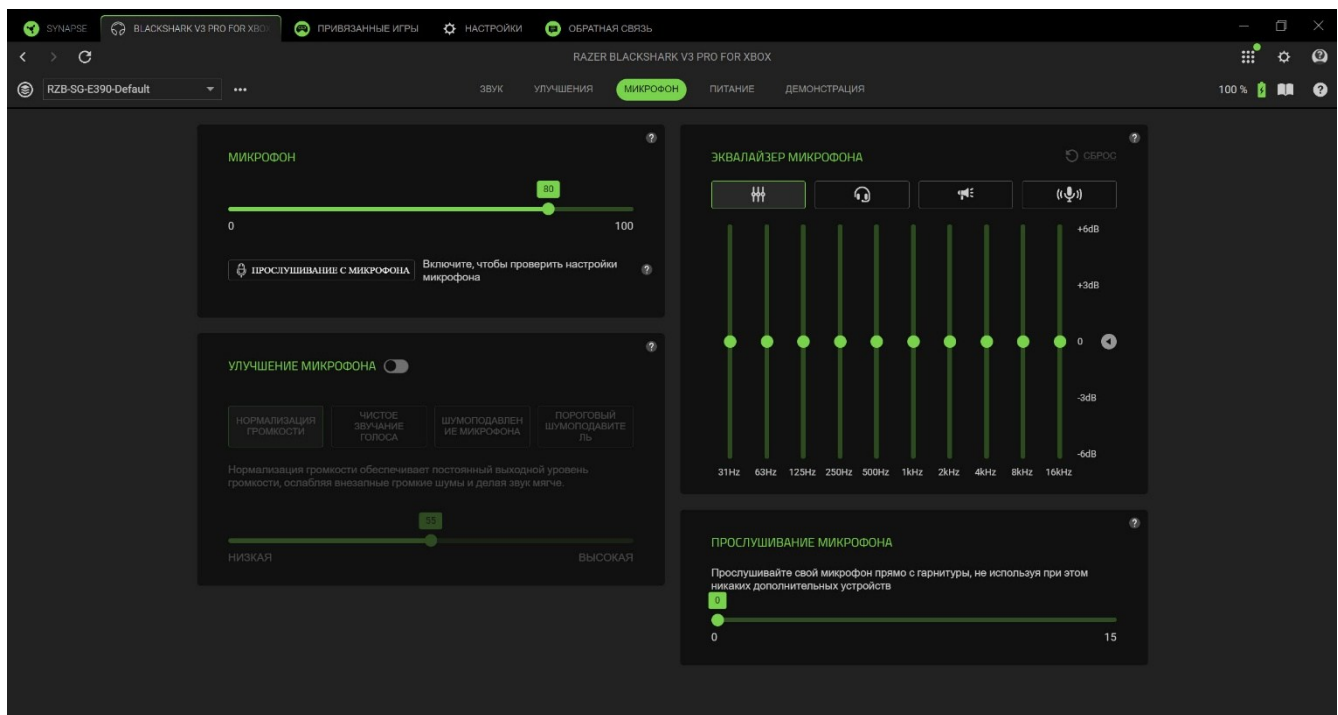 SYNAPSE
BLACKSHARK V3 PRO FOR XBOX
ПРИВЯЗАННЫЕ ИГРЫ
НАСТРОЙКИ
ОБРАТНАЯ СВЯЗЬ
RAZER BLACKSHARK V3 PRO FOR XBOX
RZB-SG-E390-Default
ЗВУК
УЛУЧШЕНИЯ
МИКРОФОН
ПИТАНИЕ
ДЕМОНСТРАЦИЯ
100 %
МИКРОФОН
80
0
100
ПРОСЛУШИВАНИЕ С МИКРОФОНА
Включите, чтобы проверить настройки
микрофона
УЛУЧШЕНИЕ МИКРОФОНА
НОРМАЛИЗАЦИЯ
ГРОМКОСТИ
ЧИСТОЕ
ЗВУЧАНИЕ
ГОЛОСА
ШУМОПОДАВЛЕН
ИЕ МИКРОФОНА
ПОРОГОВЫЙ
ШУМОПОДАВИТЕ
ЛЬ
Нормализация громкости обеспечивает постоянный выходной уровень
громкости, ослабляя внезапные громкие шумы и делая звук мягче.
55
НИЗКАЯ
ВЫСОКАЯ
ЭКВАЛАЙЗЕР МИКРОФОНА
СБРОС
+6dB
+3dB
0
-3dB
-6dB
31Hz 63Hz 125Hz 250Hz 500Hz 1kHz 2kHz 4kHz 8kHz 16kHz
ПРОСЛУШИВАНИЕ МИКРОФОНА
Прослушивайте свой микрофон прямо с гарнитуры, не используя при этом
никаких дополнительных устройств
0
0
15